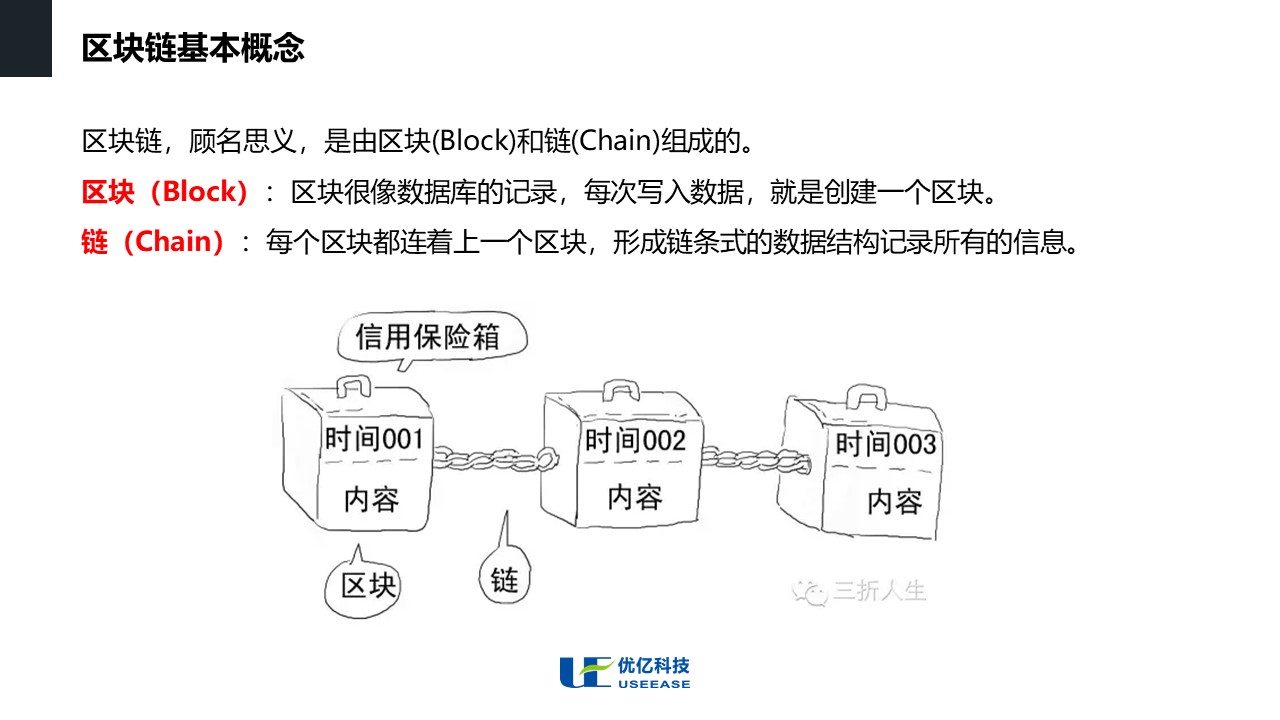 区块链基本概念
区块链，顾名思义，是由区块(Block)和链(Chain)组成的。
区块（Block）：区块很像数据库的记录，每次写入数据，就是创建一个区块。
链（Chain）：每个区块都连着上一个区块，形成链条式的数据结构记录所有的信息。
信用保险箱
时间001
内容
时间002
内容
时间003
内容
区块
链
三折人生
优亿科技
USEEASE